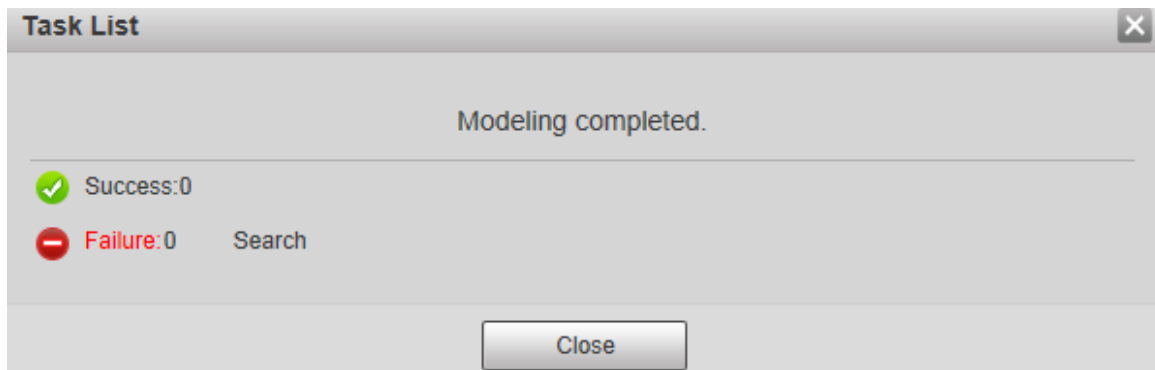 Task List
Modeling completed.
Success:0
Failure:0 Search
Close